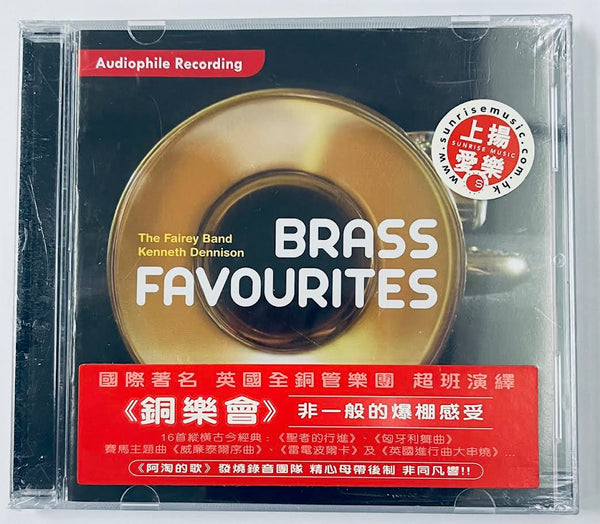 Audiophile Recording
www.sunrisemusic.com.hk
上揚
SUNRISE MUSIC
愛樂
S
The Fairey Band
Kenneth Dennison
BRASS
FAVOURITES
國際著名 英國全銅管樂團 超班演繹
《銅樂會》 非一般的爆棚感受
16首縱橫古今經典：《聖者的行進》、《匈牙利舞曲》
賽馬主題曲《威廉泰爾序曲》、《雷電波爾卡》及《英國進行曲大串燒》...
《阿淘的歌》發燒錄音團隊 精心母帶後制 非同凡響!!